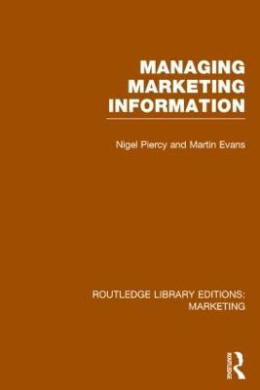 MANAGING
MARKETING
INFORMATION
Nigel Piercy and Martin Evans
ROUTLEDGE LIBRARY EDITIONS:
MARKETING
ROUTLEDGE